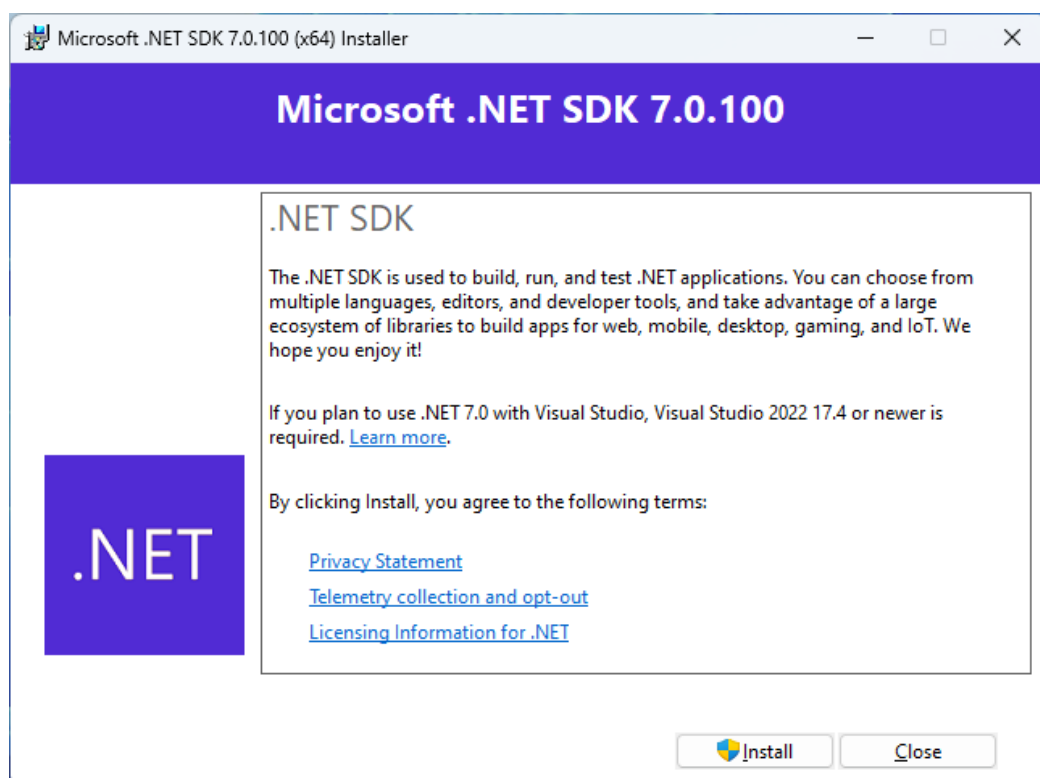 Microsoft .NET SDK 7.0.100 (x64) Installer
Microsoft .NET SDK 7.0.100
.NET SDK
The .NET SDK is used to build, run, and test .NET applications. You can choose from
multiple languages, editors, and developer tools, and take advantage of a large
ecosystem of libraries to build apps for web, mobile, desktop, gaming, and IoT. We
hope you enjoy it!
If you plan to use .NET 7.0 with Visual Studio, Visual Studio 2022 17.4 or newer is
required. Learn more.
By clicking Install, you agree to the following terms:
.NET
Privacy Statement
Telemetry collection and opt-out
Licensing Information for .NET
Install
Close